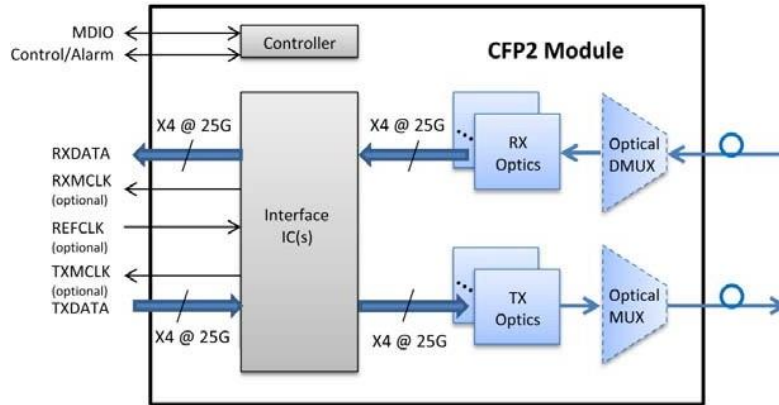 MDIO
Control/Alarm
Controller
CFP2 Module
X4 @ 25G
X4 @ 25G
RXDATA
RXMCLK
(optional)
REFCLK
(optional)
TXMCLK
(optional)
TXDATA
X4 @ 25G
Interface
IC(s)
X4 @ 25G
RX
Optics
Optical
DMUX
TX
Optics
Optical
MUX